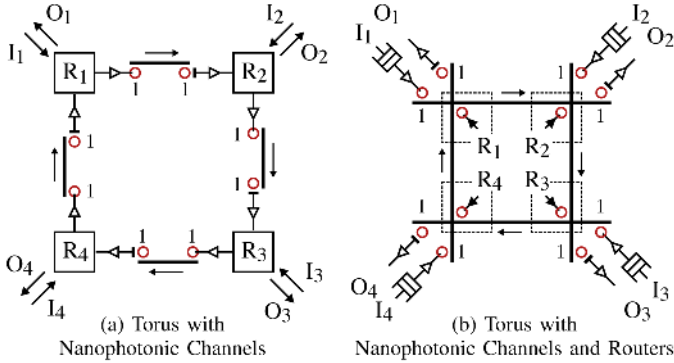 O1 I2 O1 I2
I1 O2 I1 O2
R1 1 1 R2 1 1
1 1 1 1
R1 R2
1 1 R4 R3
R4 1 1 R3 1 1
O4 I3 1 1
I4 O3 O4 I3
I4 O3
(a) Torus with (b) Torus with
Nanophotonic Channels Nanophotonic Channels and Routers